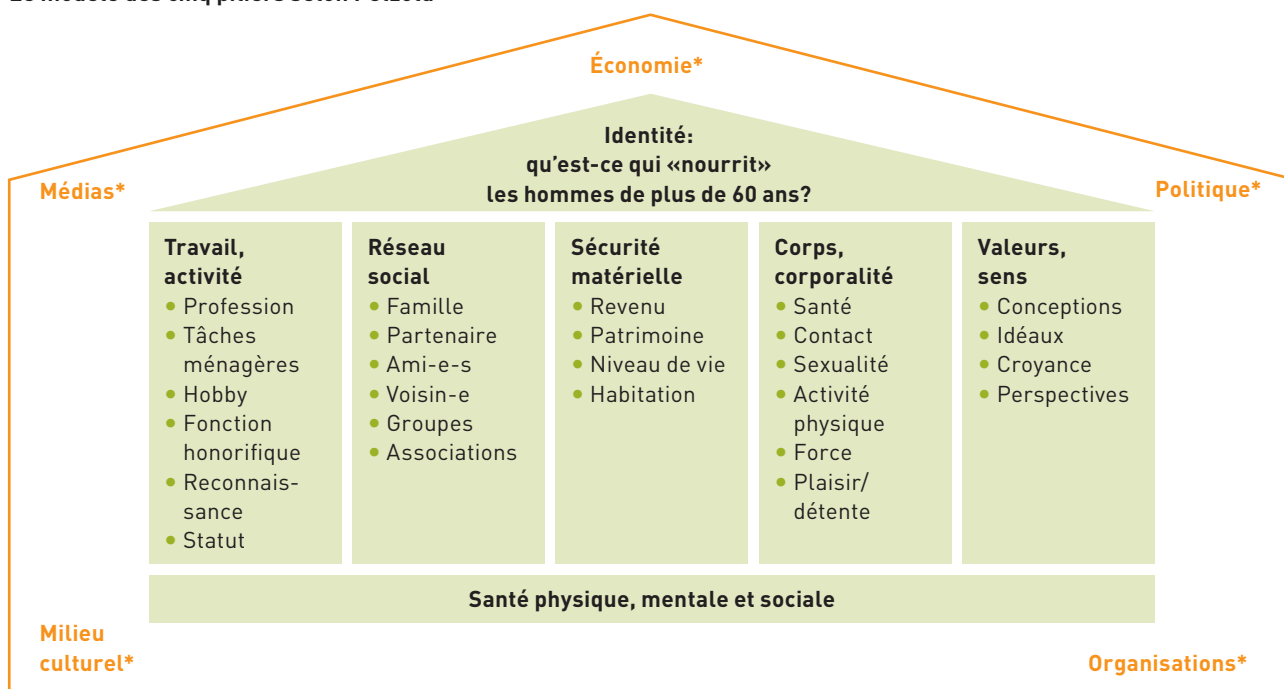 Économie*
Identité:
qu'est-ce qui «nourrit»
les hommes de plus de 60 ans?
Médias*
Politique*
Travail,
activité
• Profession
• Tâches
ménagères
• Hobby
• Fonction
honorifique
• Reconnais-
sance
• Statut
Réseau
social
• Famille
• Partenaire
• Ami-e-s
• Voisin-e
• Groupes
• Associations
Sécurité
matérielle
• Revenu
• Patrimoine
• Niveau de vie
• Habitation
Corps,
corporalité
• Santé
• Contact
• Sexualité
• Activité
physique
• Force
• Plaisir/
détente
Valeurs,
sens
• Conceptions
• Idéaux
• Croyance
• Perspectives
Santé physique, mentale et sociale
Milieu
culturel*
Organisations*